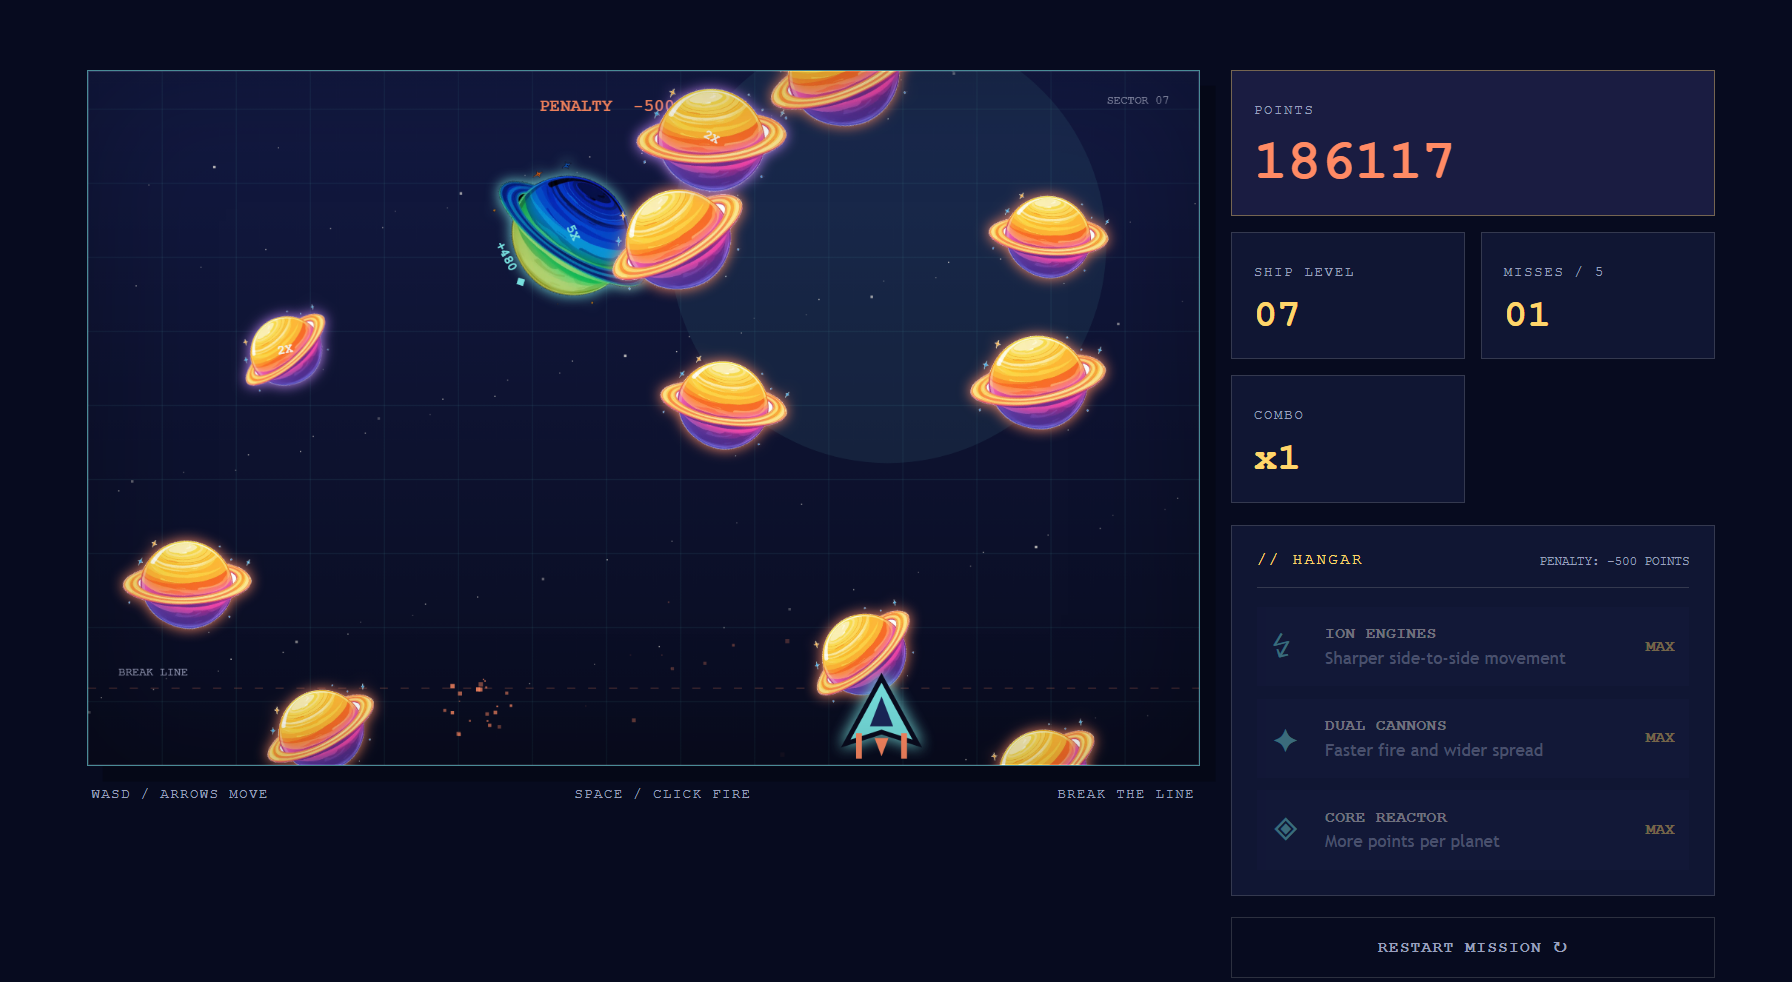 PENALTY -500
SECTOR 07
2X
5X
+480
2X
BREAK LINE
WASD / ARROWS MOVE
SPACE / CLICK FIRE
BREAK THE LINE
POINTS
186117
SHIP LEVEL
07
MISSES / 5
01
COMBO
x1
// HANGAR
PENALTY: -500 POINTS
ION ENGINES
Sharper side-to-side movement
MAX
DUAL CANNONS
Faster fire and wider spread
MAX
CORE REACTOR
More points per planet
MAX
RESTART MISSION ↻